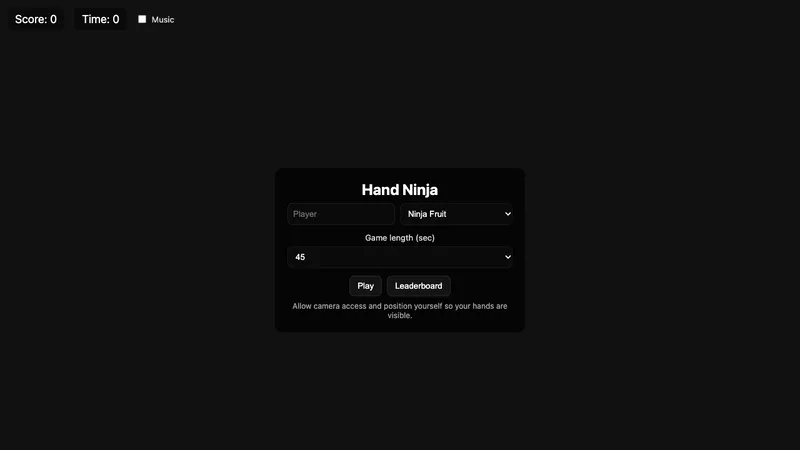 Score: 0 Time: 0 Music
Hand Ninja
Player Ninja Fruit
Game length (sec)
45
Play Leaderboard
Allow camera access and position yourself so your hands are
visible.